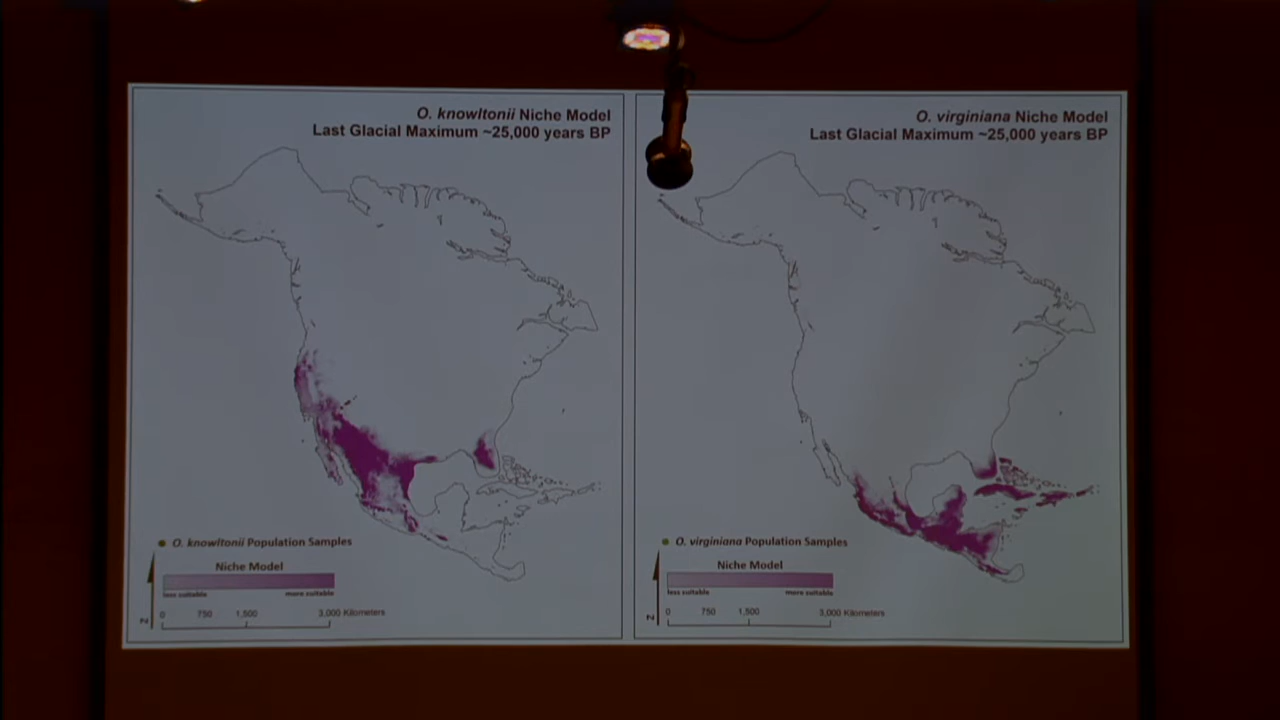 O. knowltonii Niche Model
Last Glacial Maximum ~25,000 years BP
O. knowltonii Population Samples
Niche Model
less suitable more suitable
N
0 750 1,500 3,000 Kilometers
O. virginiana Niche Model
Last Glacial Maximum ~25,000 years BP
O. virginiana Population Samples
Niche Model
less suitable more suitable
N
0 750 1,500 3,000 Kilometers